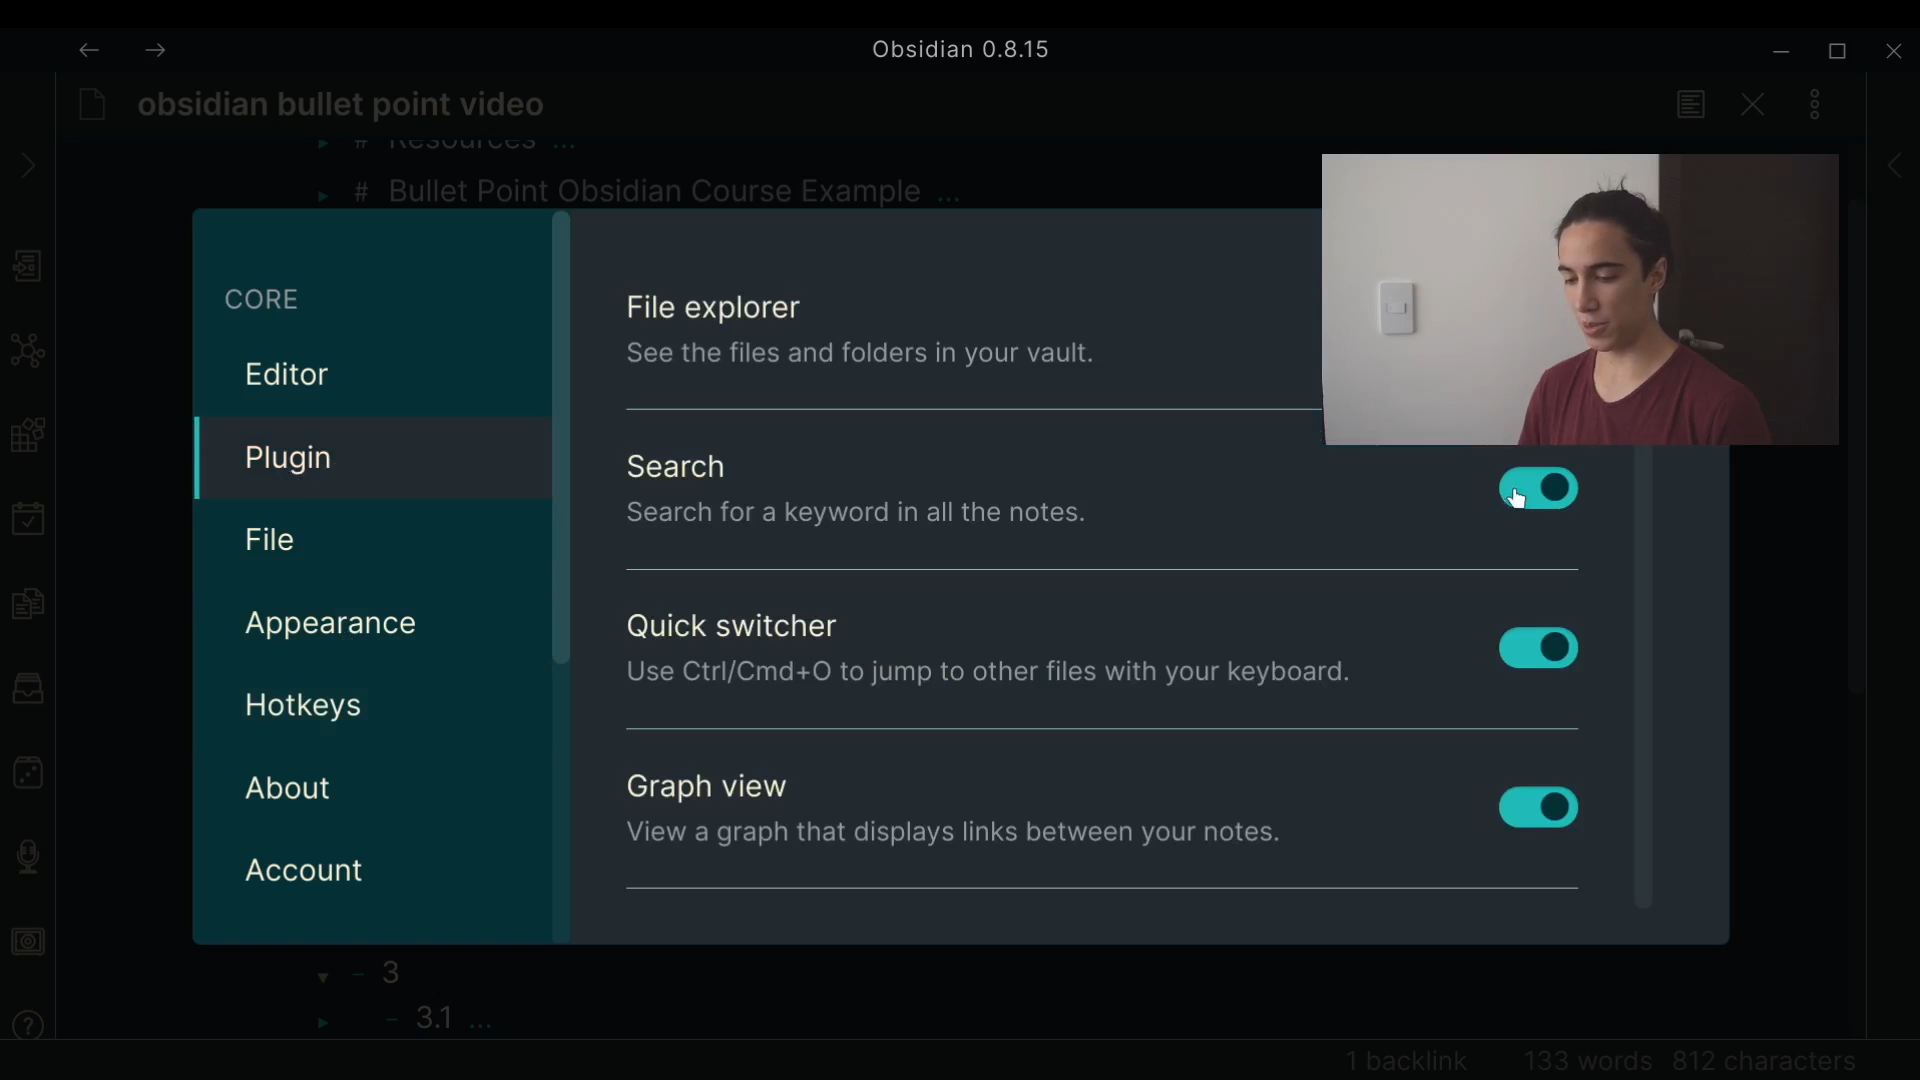 Obsidian 0.8.15
obsidian bullet point video
# Resources ...
# Bullet Point Obsidian Course Example ...
CORE
Editor
Plugin
File
Appearance
Hotkeys
About
Account
File explorer
See the files and folders in your vault.
Search
Search for a keyword in all the notes.
Quick switcher
Use Ctrl/Cmd+O to jump to other files with your keyboard.
Graph view
View a graph that displays links between your notes.
- 3
- 3.1 ...
1 backlink 133 words 812 characters